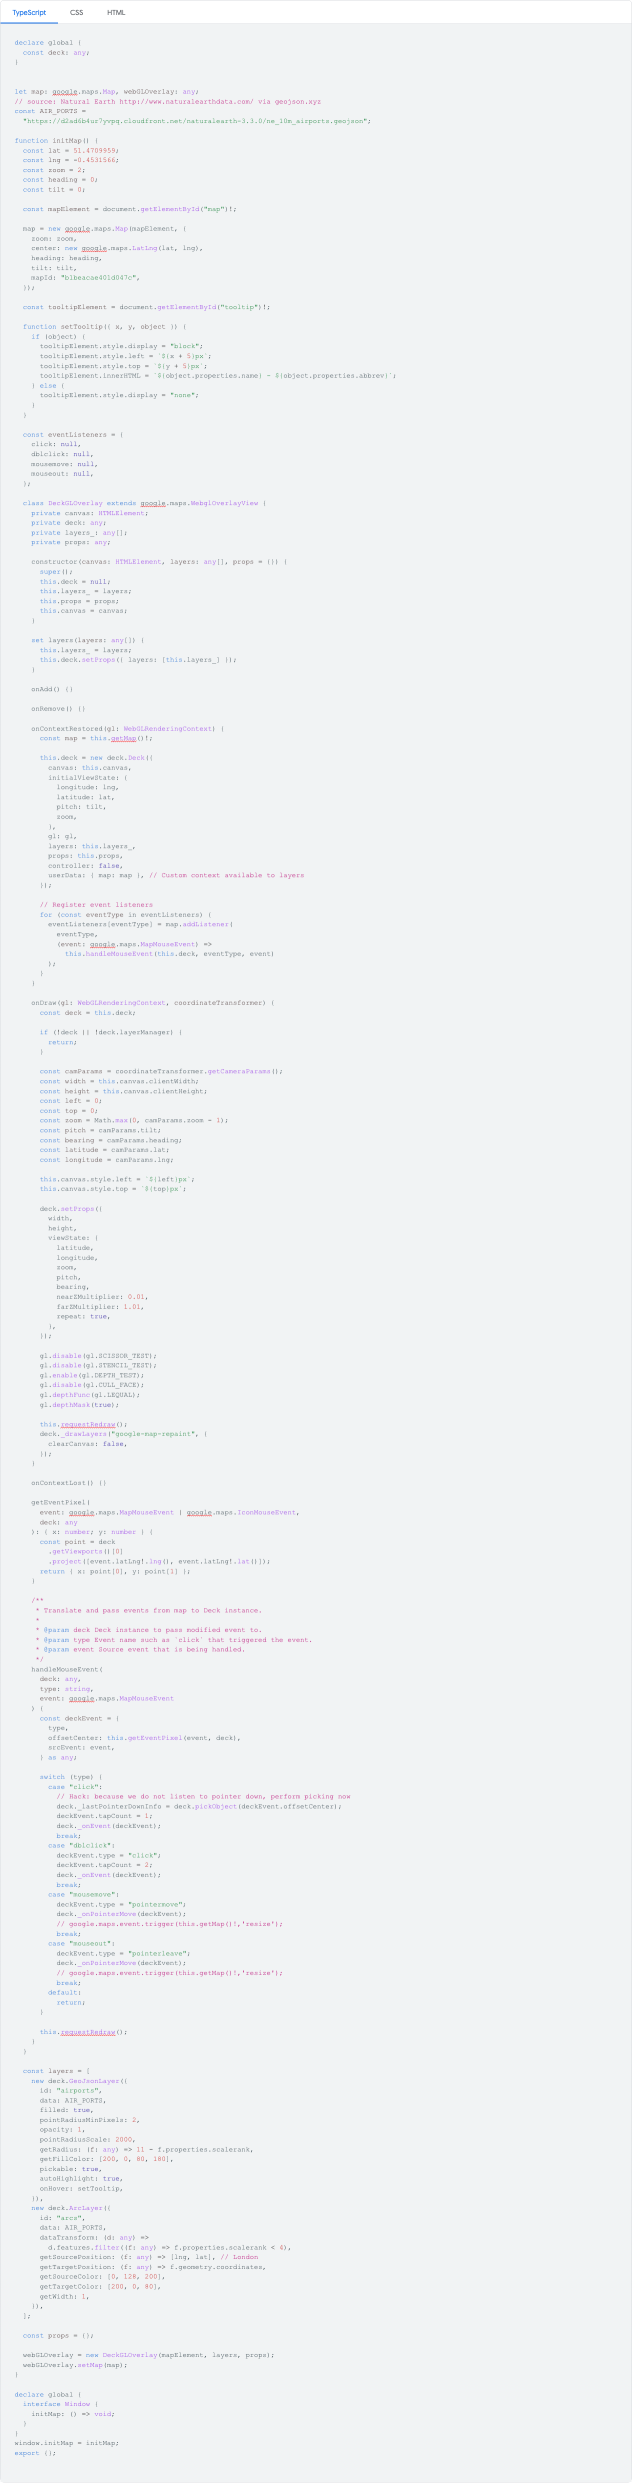 TypeScript CSS HTML
declare global {
const deck: any;
}
let map: google.maps.Map, webGLOverlay: any;
// source: Natural Earth http://www.naturalearthdata.com/ via geojson.xyz
const AIR_PORTS =
"https://d2ad6b4ur7yvpq.cloudfront.net/naturalearth-3.3.0/ne_10m_airports.geojson";
function initMap() {
const lat = 51.4709959;
const lng = -0.4531566;
const zoom = 2;
const heading = 0;
const tilt = 0;
const mapElement = document.getElementById("map")!;
map = new google.maps.Map(mapElement, {
zoom: zoom,
center: new google.maps.LatLng(lat, lng),
heading: heading,
tilt: tilt,
mapId: "b1beacae401d047c",
});
const tooltipElement = document.getElementById("tooltip")!;
function setTooltip({ x, y, object }) {
if (object) {
tooltipElement.style.display = "block";
tooltipElement.style.left = `${x + 5}px`;
tooltipElement.style.top = `${y + 5}px`;
tooltipElement.innerHTML = `${object.properties.name} - ${object.properties.abbrev}`;
} else {
tooltipElement.style.display = "none";
}
}
const eventListeners = {
click: null,
dblclick: null,
mousemove: null,
mouseout: null,
};
class DeckGLOverlay extends google.maps.WebglOverlayView {
private canvas: HTMLElement;
private deck: any;
private layers_: any[];
private props: any;
constructor(canvas: HTMLElement, layers: any[], props = {}) {
super();
this.deck = null;
this.layers_ = layers;
this.props = props;
this.canvas = canvas;
}
set layers(layers: any[]) {
this.layers_ = layers;
this.deck.setProps({ layers: [this.layers_] });
}
onAdd() {}
onRemove() {}
onContextRestored(gl: WebGLRenderingContext) {
const map = this.getMap()!;
this.deck = new deck.Deck({
canvas: this.canvas,
initialViewState: {
longitude: lng,
latitude: lat,
pitch: tilt,
zoom,
},
gl: gl,
layers: this.layers_,
props: this.props,
controller: false,
userData: { map: map }, // Custom context available to layers
});
// Register event listeners
for (const eventType in eventListeners) {
eventListeners[eventType] = map.addListener(
eventType,
(event: google.maps.MapMouseEvent) =>
this.handleMouseEvent(this.deck, eventType, event)
);
}
}
onDraw(gl: WebGLRenderingContext, coordinateTransformer) {
const deck = this.deck;
if (!deck || !deck.layerManager) {
return;
}
const camParams = coordinateTransformer.getCameraParams();
const width = this.canvas.clientWidth;
const height = this.canvas.clientHeight;
const left = 0;
const top = 0;
const zoom = Math.max(0, camParams.zoom - 1);
const pitch = camParams.tilt;
const bearing = camParams.heading;
const latitude = camParams.lat;
const longitude = camParams.lng;
this.canvas.style.left = `${left}px`;
this.canvas.style.top = `${top}px`;
deck.setProps({
width,
height,
viewState: {
latitude,
longitude,
zoom,
pitch,
bearing,
nearZMultiplier: 0.01,
farZMultiplier: 1.01,
repeat: true,
},
});
gl.disable(gl.SCISSOR_TEST);
gl.disable(gl.STENCIL_TEST);
gl.enable(gl.DEPTH_TEST);
gl.disable(gl.CULL_FACE);
gl.depthFunc(gl.LEQUAL);
gl.depthMask(true);
this.requestRedraw();
deck._drawLayers("google-map-repaint", {
clearCanvas: false,
});
}
onContextLost() {}
getEventPixel(
event: google.maps.MapMouseEvent | google.maps.IconMouseEvent,
deck: any
): { x: number; y: number } {
const point = deck
.getViewports()[0]
.project([event.latLng!.lng(), event.latLng!.lat()]);
return { x: point[0], y: point[1] };
}
/**
* Translate and pass events from map to Deck instance.
*
* @param deck Deck instance to pass modified event to.
* @param type Event name such as `click` that triggered the event.
* @param event Source event that is being handled.
*/
handleMouseEvent(
deck: any,
type: string,
event: google.maps.MapMouseEvent
) {
const deckEvent = {
type,
offsetCenter: this.getEventPixel(event, deck),
srcEvent: event,
} as any;
switch (type) {
case "click":
// Hack: because we do not listen to pointer down, perform picking now
deck._lastPointerDownInfo = deck.pickObject(deckEvent.offsetCenter);
deckEvent.tapCount = 1;
deck._onEvent(deckEvent);
break;
case "dblclick":
deckEvent.type = "click";
deckEvent.tapCount = 2;
deck._onEvent(deckEvent);
break;
case "mousemove":
deckEvent.type = "pointermove";
deck._onPointerMove(deckEvent);
// google.maps.event.trigger(this.getMap()!,'resize');
break;
case "mouseout":
deckEvent.type = "pointerleave";
deck._onPointerMove(deckEvent);
// google.maps.event.trigger(this.getMap()!,'resize');
break;
default:
return;
}
this.requestRedraw();
}
}
const layers = [
new deck.GeoJsonLayer({
id: "airports",
data: AIR_PORTS,
filled: true,
pointRadiusMinPixels: 2,
opacity: 1,
pointRadiusScale: 2000,
getRadius: (f: any) => 11 - f.properties.scalerank,
getFillColor: [200, 0, 80, 180],
pickable: true,
autoHighlight: true,
onHover: setTooltip,
}),
new deck.ArcLayer({
id: "arcs",
data: AIR_PORTS,
dataTransform: (d: any) =>
d.features.filter((f: any) => f.properties.scalerank < 4),
getSourcePosition: (f: any) => [lng, lat], // London
getTargetPosition: (f: any) => f.geometry.coordinates,
getSourceColor: [0, 128, 200],
getTargetColor: [200, 0, 80],
getWidth: 1,
}),
];
const props = {};
webGLOverlay = new DeckGLOverlay(mapElement, layers, props);
webGLOverlay.setMap(map);
}
declare global {
interface Window {
initMap: () => void;
}
}
window.initMap = initMap;
export {};